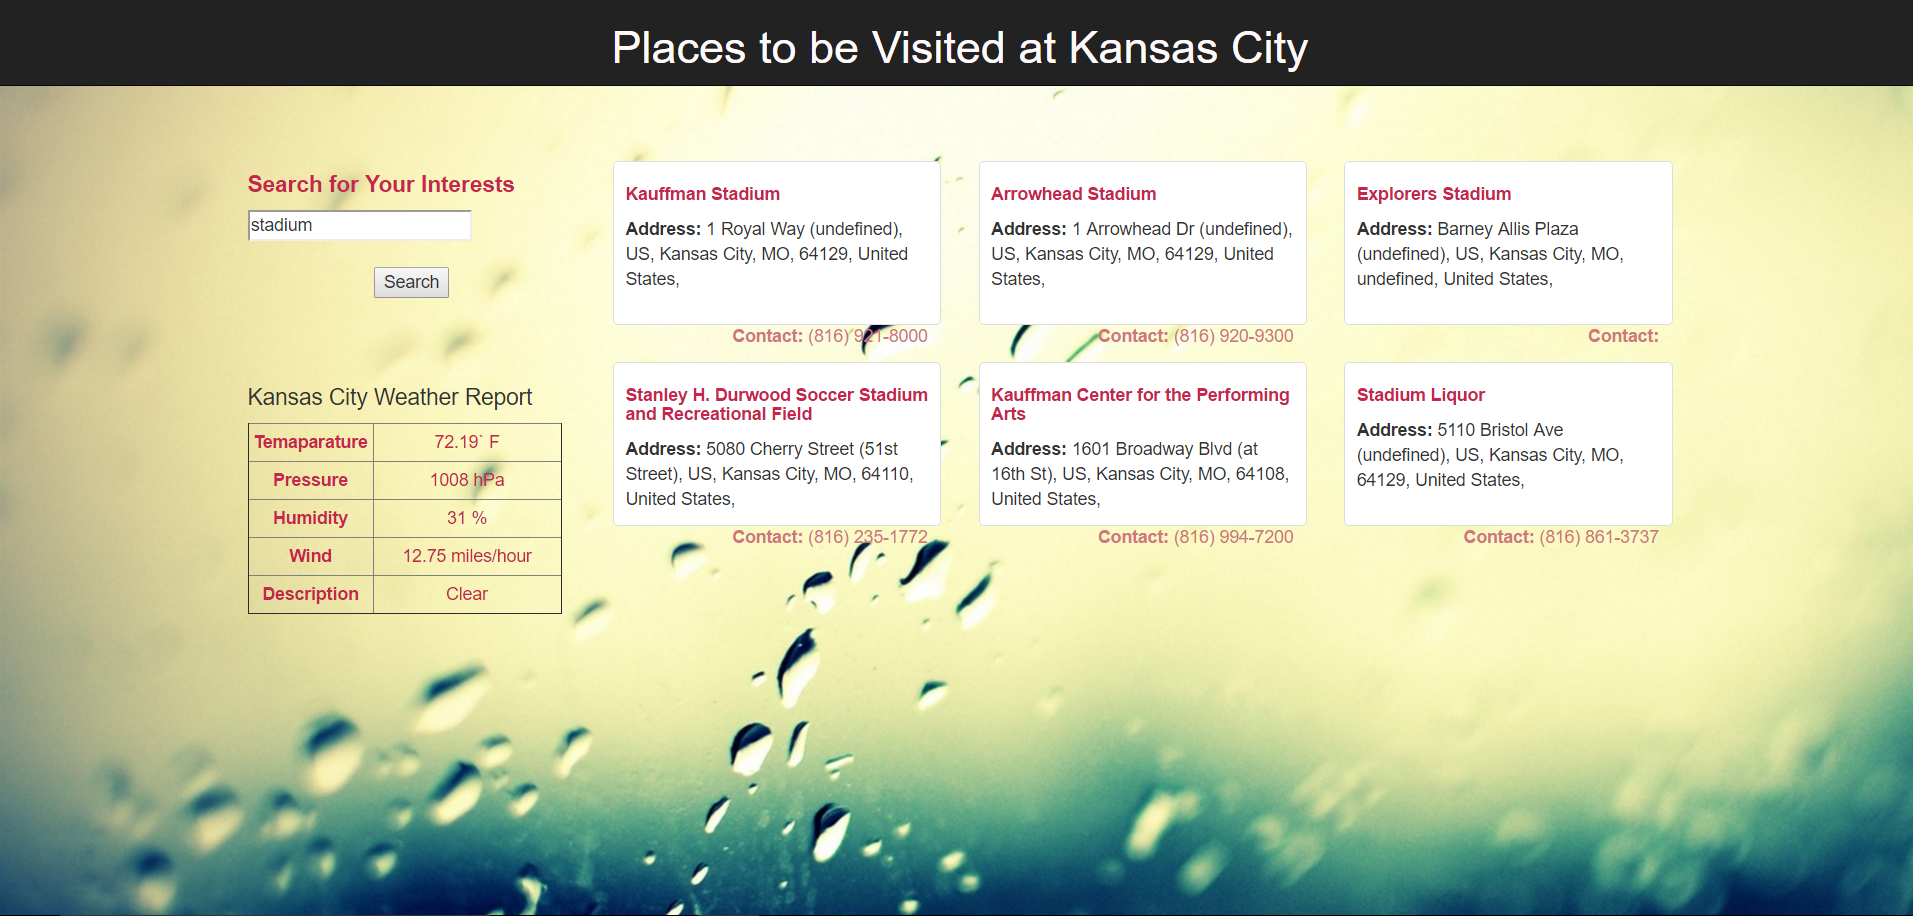 Places to be Visited at Kansas City
Search for Your Interests
stadium
Search
Kansas City Weather Report
Temaparature 72.19` F
Pressure 1008 hPa
Humidity 31 %
Wind 12.75 miles/hour
Description Clear
Kauffman Stadium
Address: 1 Royal Way (undefined),
US, Kansas City, MO, 64129, United
States,
Contact: (816) 921-8000
Arrowhead Stadium
Address: 1 Arrowhead Dr (undefined),
US, Kansas City, MO, 64129, United
States,
Contact: (816) 920-9300
Explorers Stadium
Address: Barney Allis Plaza
(undefined), US, Kansas City, MO,
undefined, United States,
Contact:
Stanley H. Durwood Soccer Stadium
and Recreational Field
Address: 5080 Cherry Street (51st
Street), US, Kansas City, MO, 64110,
United States,
Contact: (816) 235-1772
Kauffman Center for the Performing
Arts
Address: 1601 Broadway Blvd (at
16th St), US, Kansas City, MO, 64108,
United States,
Contact: (816) 994-7200
Stadium Liquor
Address: 5110 Bristol Ave
(undefined), US, Kansas City, MO,
64129, United States,
Contact: (816) 861-3737